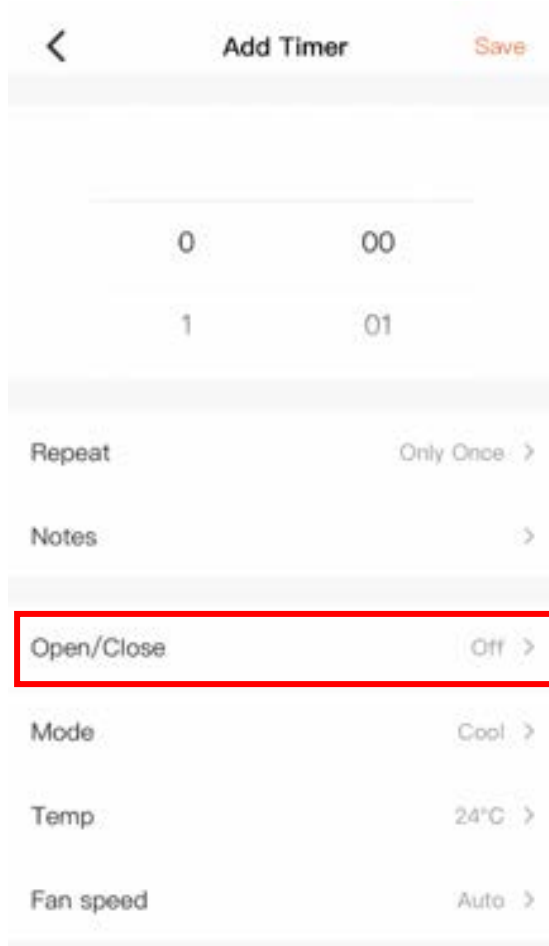 Add Timer Save
0 00
1 01
Repeat Only Once
Notes
Open/Close Off
Mode Cool
Temp 24°C
Fan speed Auto